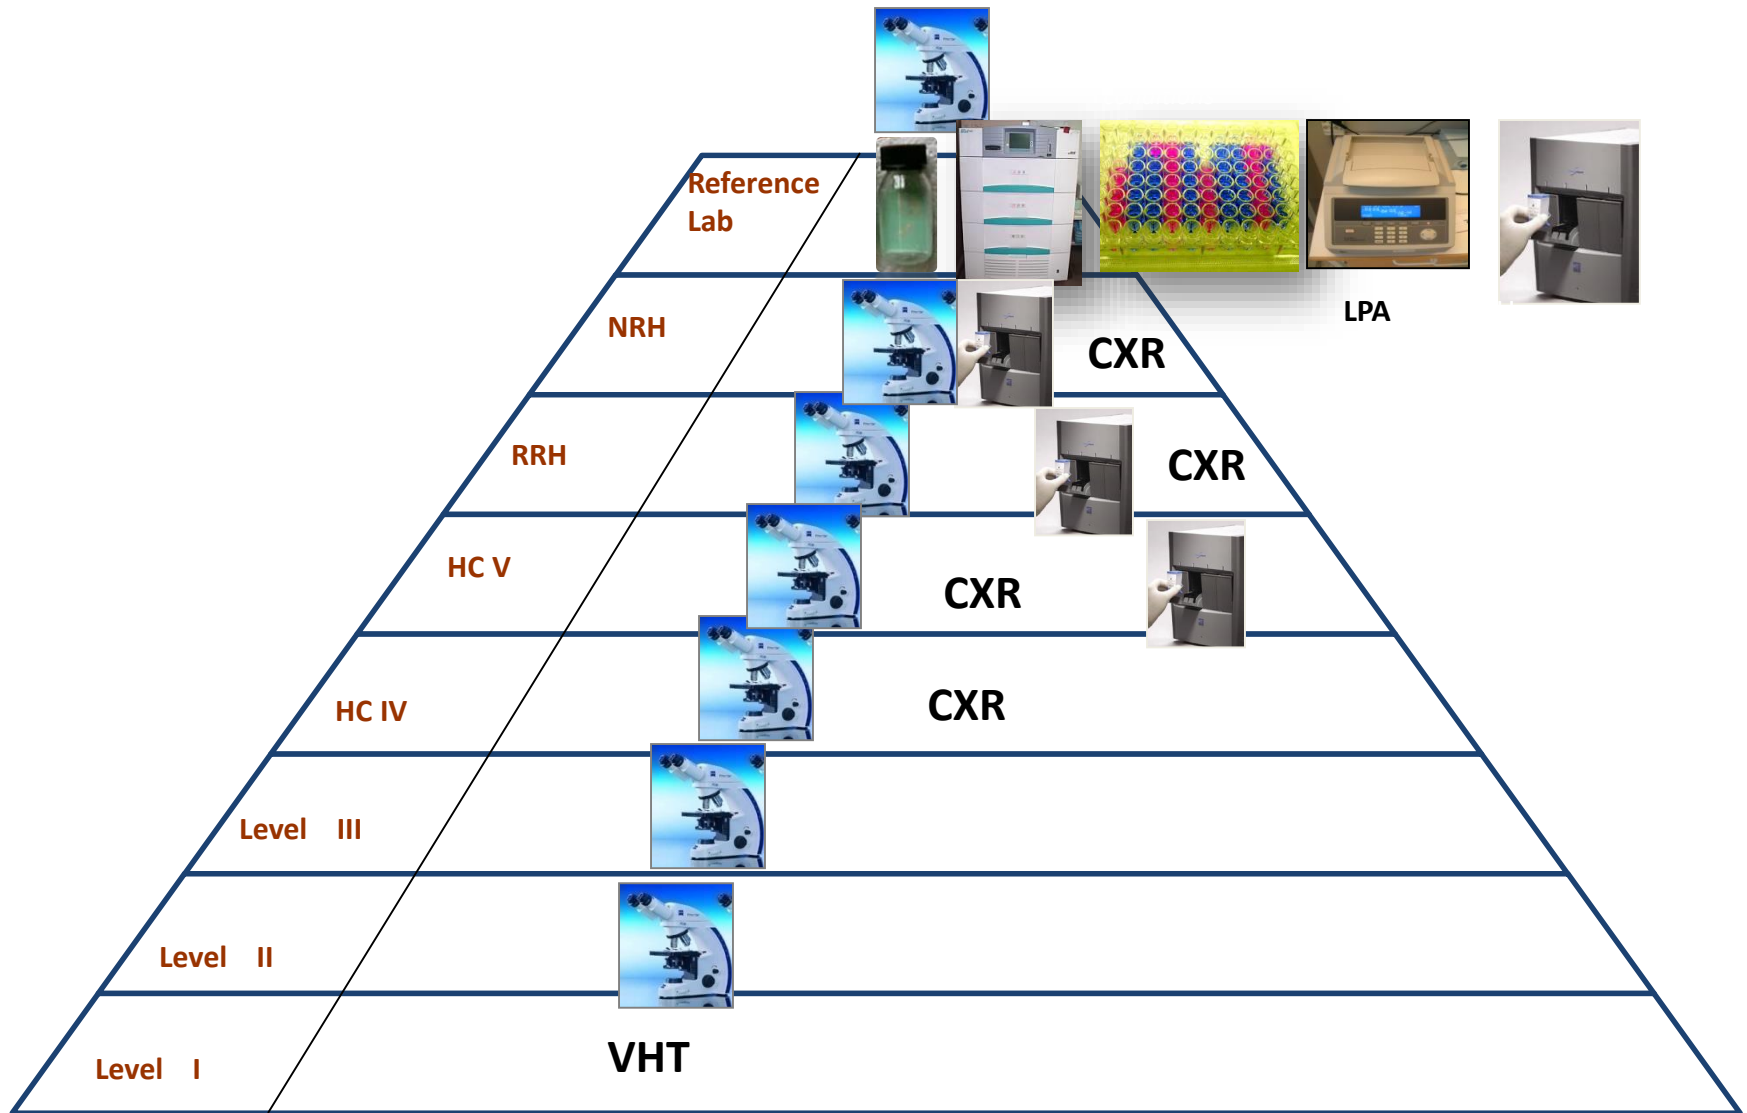 Reference
Lab
LPA
NRH
CXR
RRH
CXR
HC V
CXR
HC IV
CXR
Level III
Level II
Level I
VHT